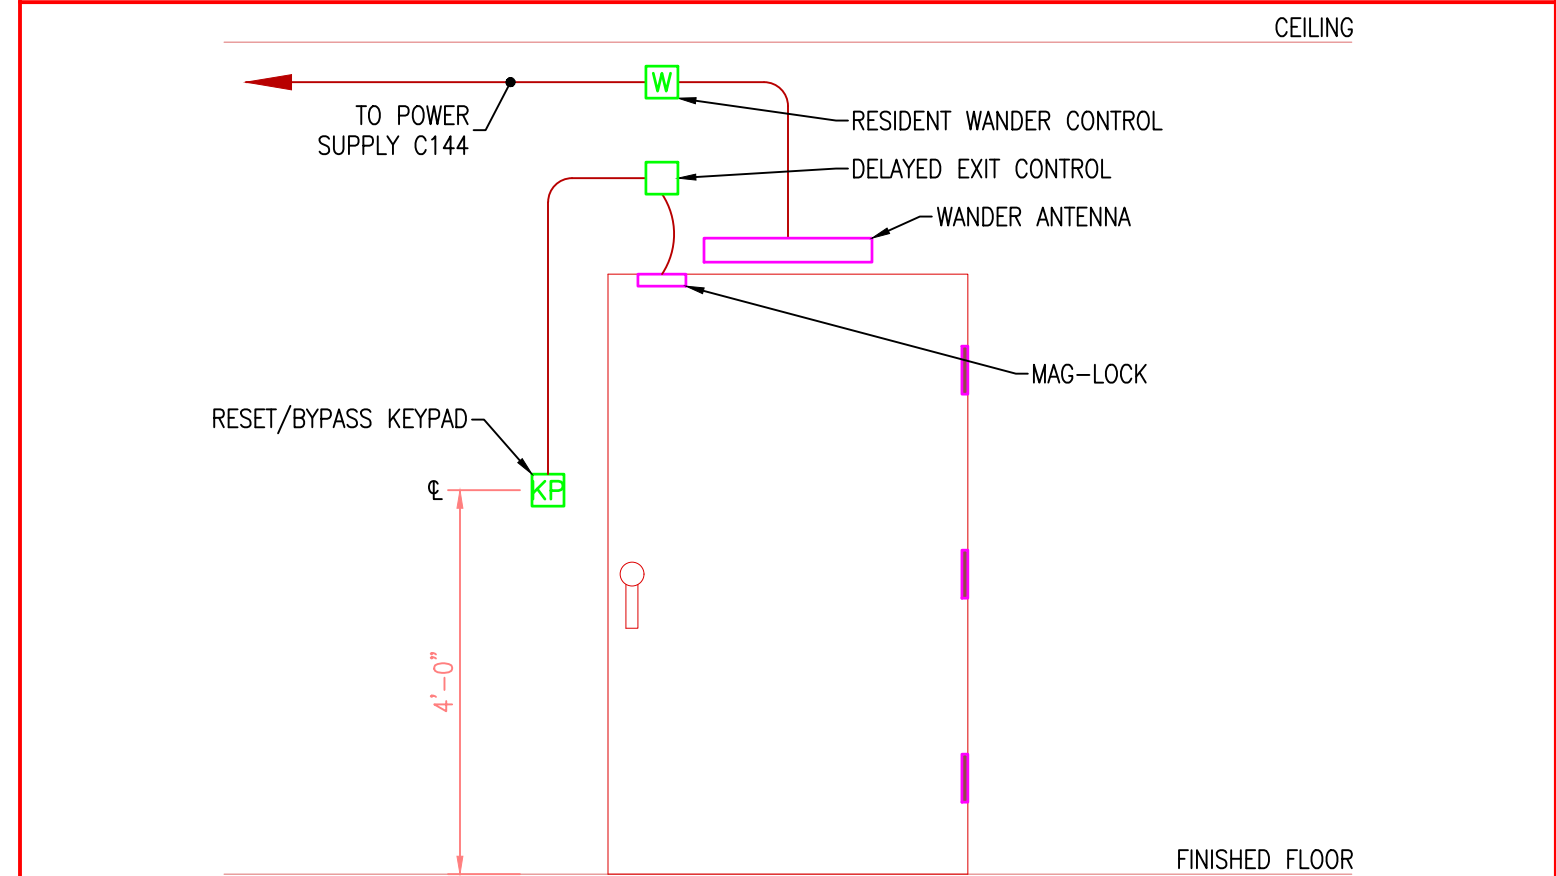 CEILING
W
TO POWER
SUPPLY C144
RESIDENT WANDER CONTROL
DELAYED EXIT CONTROL
WANDER ANTENNA
MAG-LOCK
RESET/BYPASS KEYPAD
℄
KP
4'-0"
FINISHED FLOOR